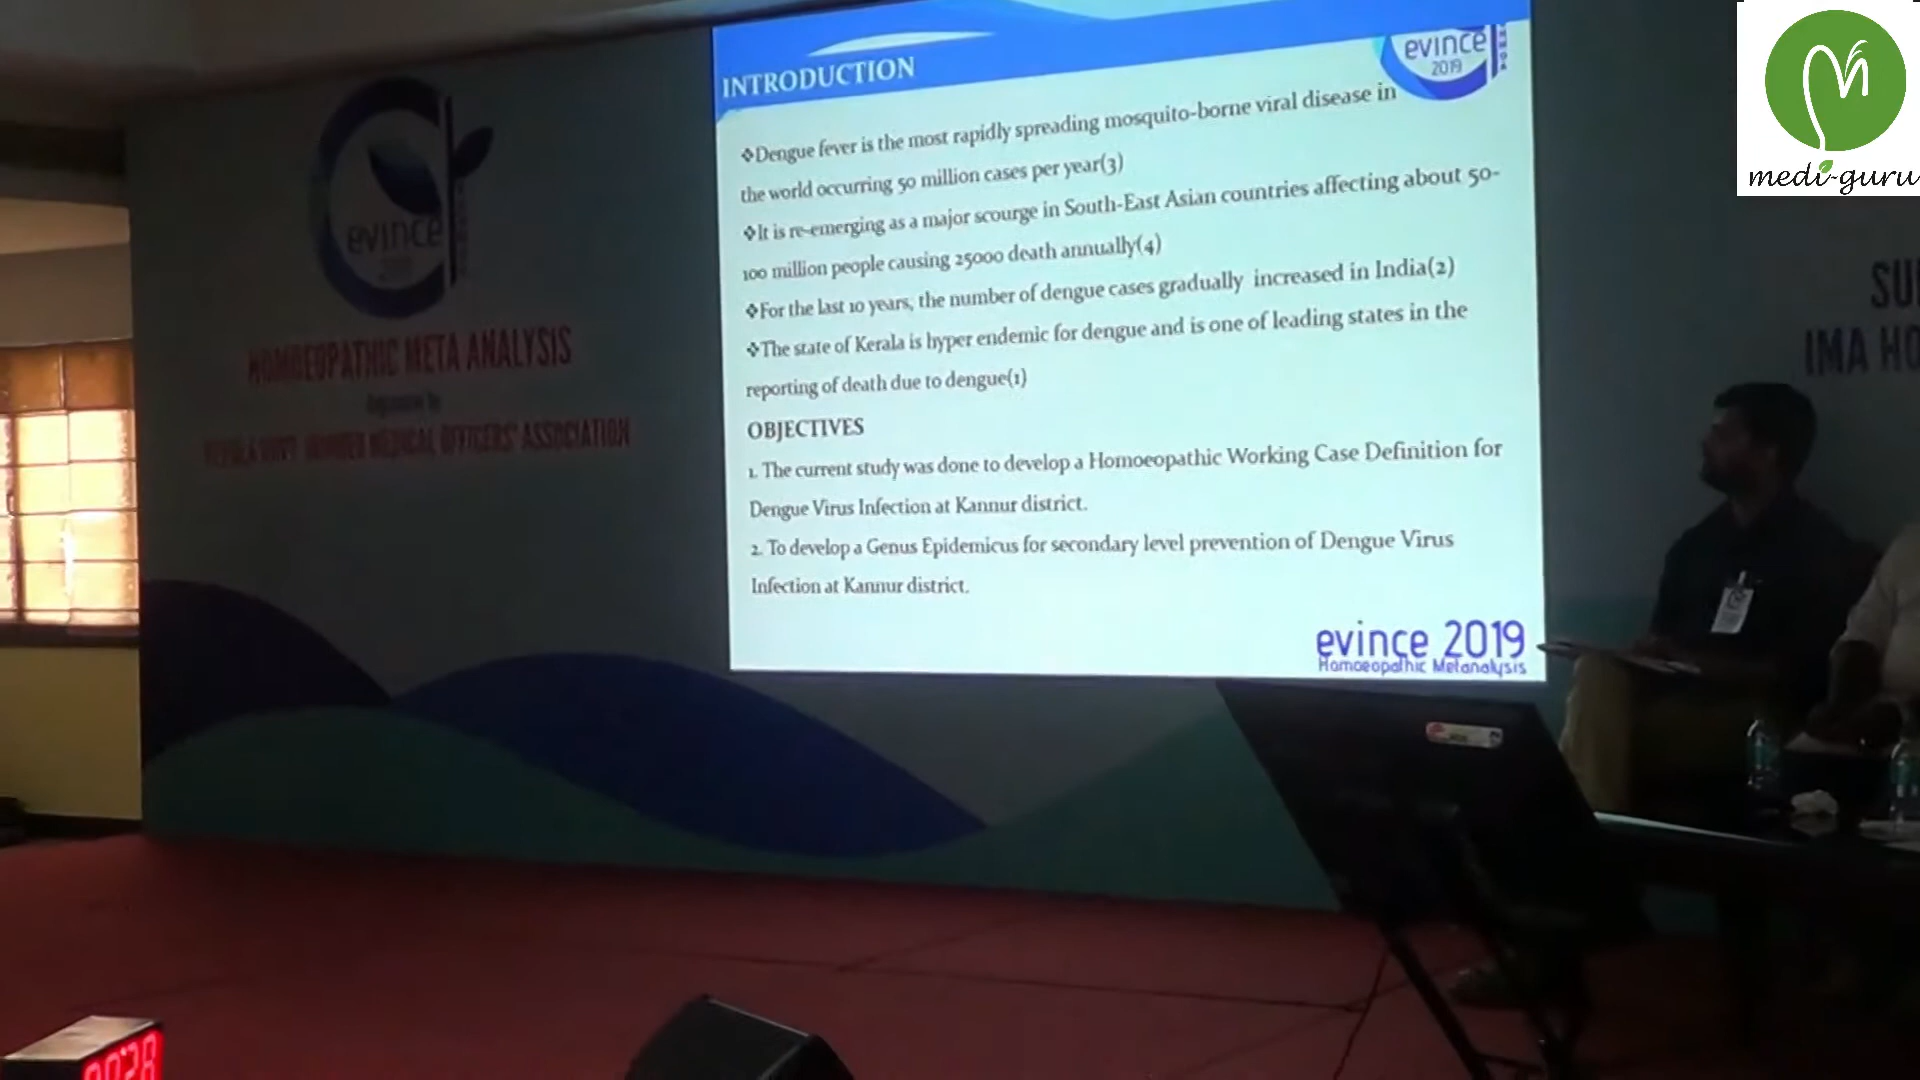 INTRODUCTION
evince
2019
❖Dengue fever is the most rapidly spreading mosquito-borne viral disease in
the world occurring 50 million cases per year(3)
❖It is re-emerging as a major scourge in South-East Asian countries affecting about 50-
100 million people causing 25000 death annually(4)
❖For the last 10 years, the number of dengue cases gradually increased in India(2)
❖The state of Kerala is hyper endemic for dengue and is one of leading states in the
reporting of death due to dengue(1)
OBJECTIVES
1. The current study was done to develop a Homoeopathic Working Case Definition for
Dengue Virus Infection at Kannur district.
2. To develop a Genus Epidemicus for secondary level prevention of Dengue Virus
Infection at Kannur district.
evince 2019
Homoeopathic Metanalysis
medi-guru
evince
HOMOEOPATHIC META ANALYSIS
MEDICAL OFFICERS' ASSOCIATION
SU
IMA HO